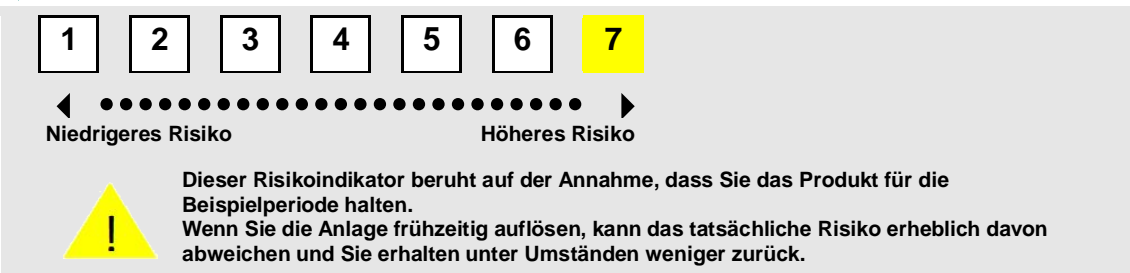 1 2 3 4 5 6 7
Niedrigeres Risiko Höheres Risiko
Dieser Risikoindikator beruht auf der Annahme, dass Sie das Produkt für die
Beispielperiode halten.
Wenn Sie die Anlage frühzeitig auflösen, kann das tatsächliche Risiko erheblich davon
abweichen und Sie erhalten unter Umständen weniger zurück.
!